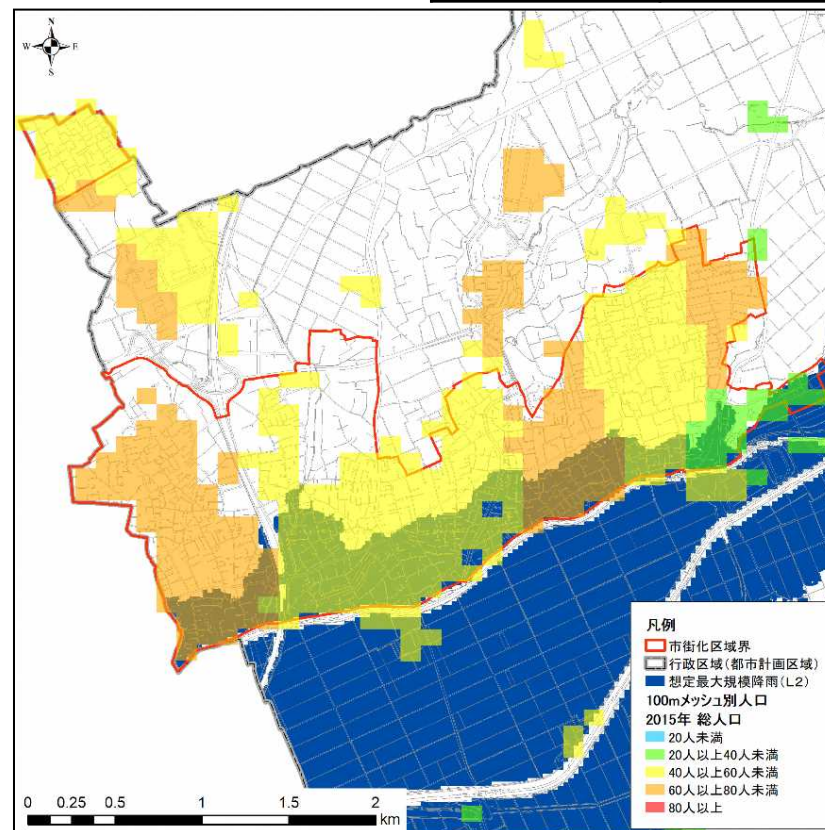 N
W E
S
凡例
市街化区域界
行政区域(都市計画区域)
想定最大規模降雨(L2)
100mメッシュ別人口
2015年 総人口
20人未満
20人以上40人未満
40人以上60人未満
60人以上80人未満
80人以上
0 0.25 0.5 1 1.5 2
km